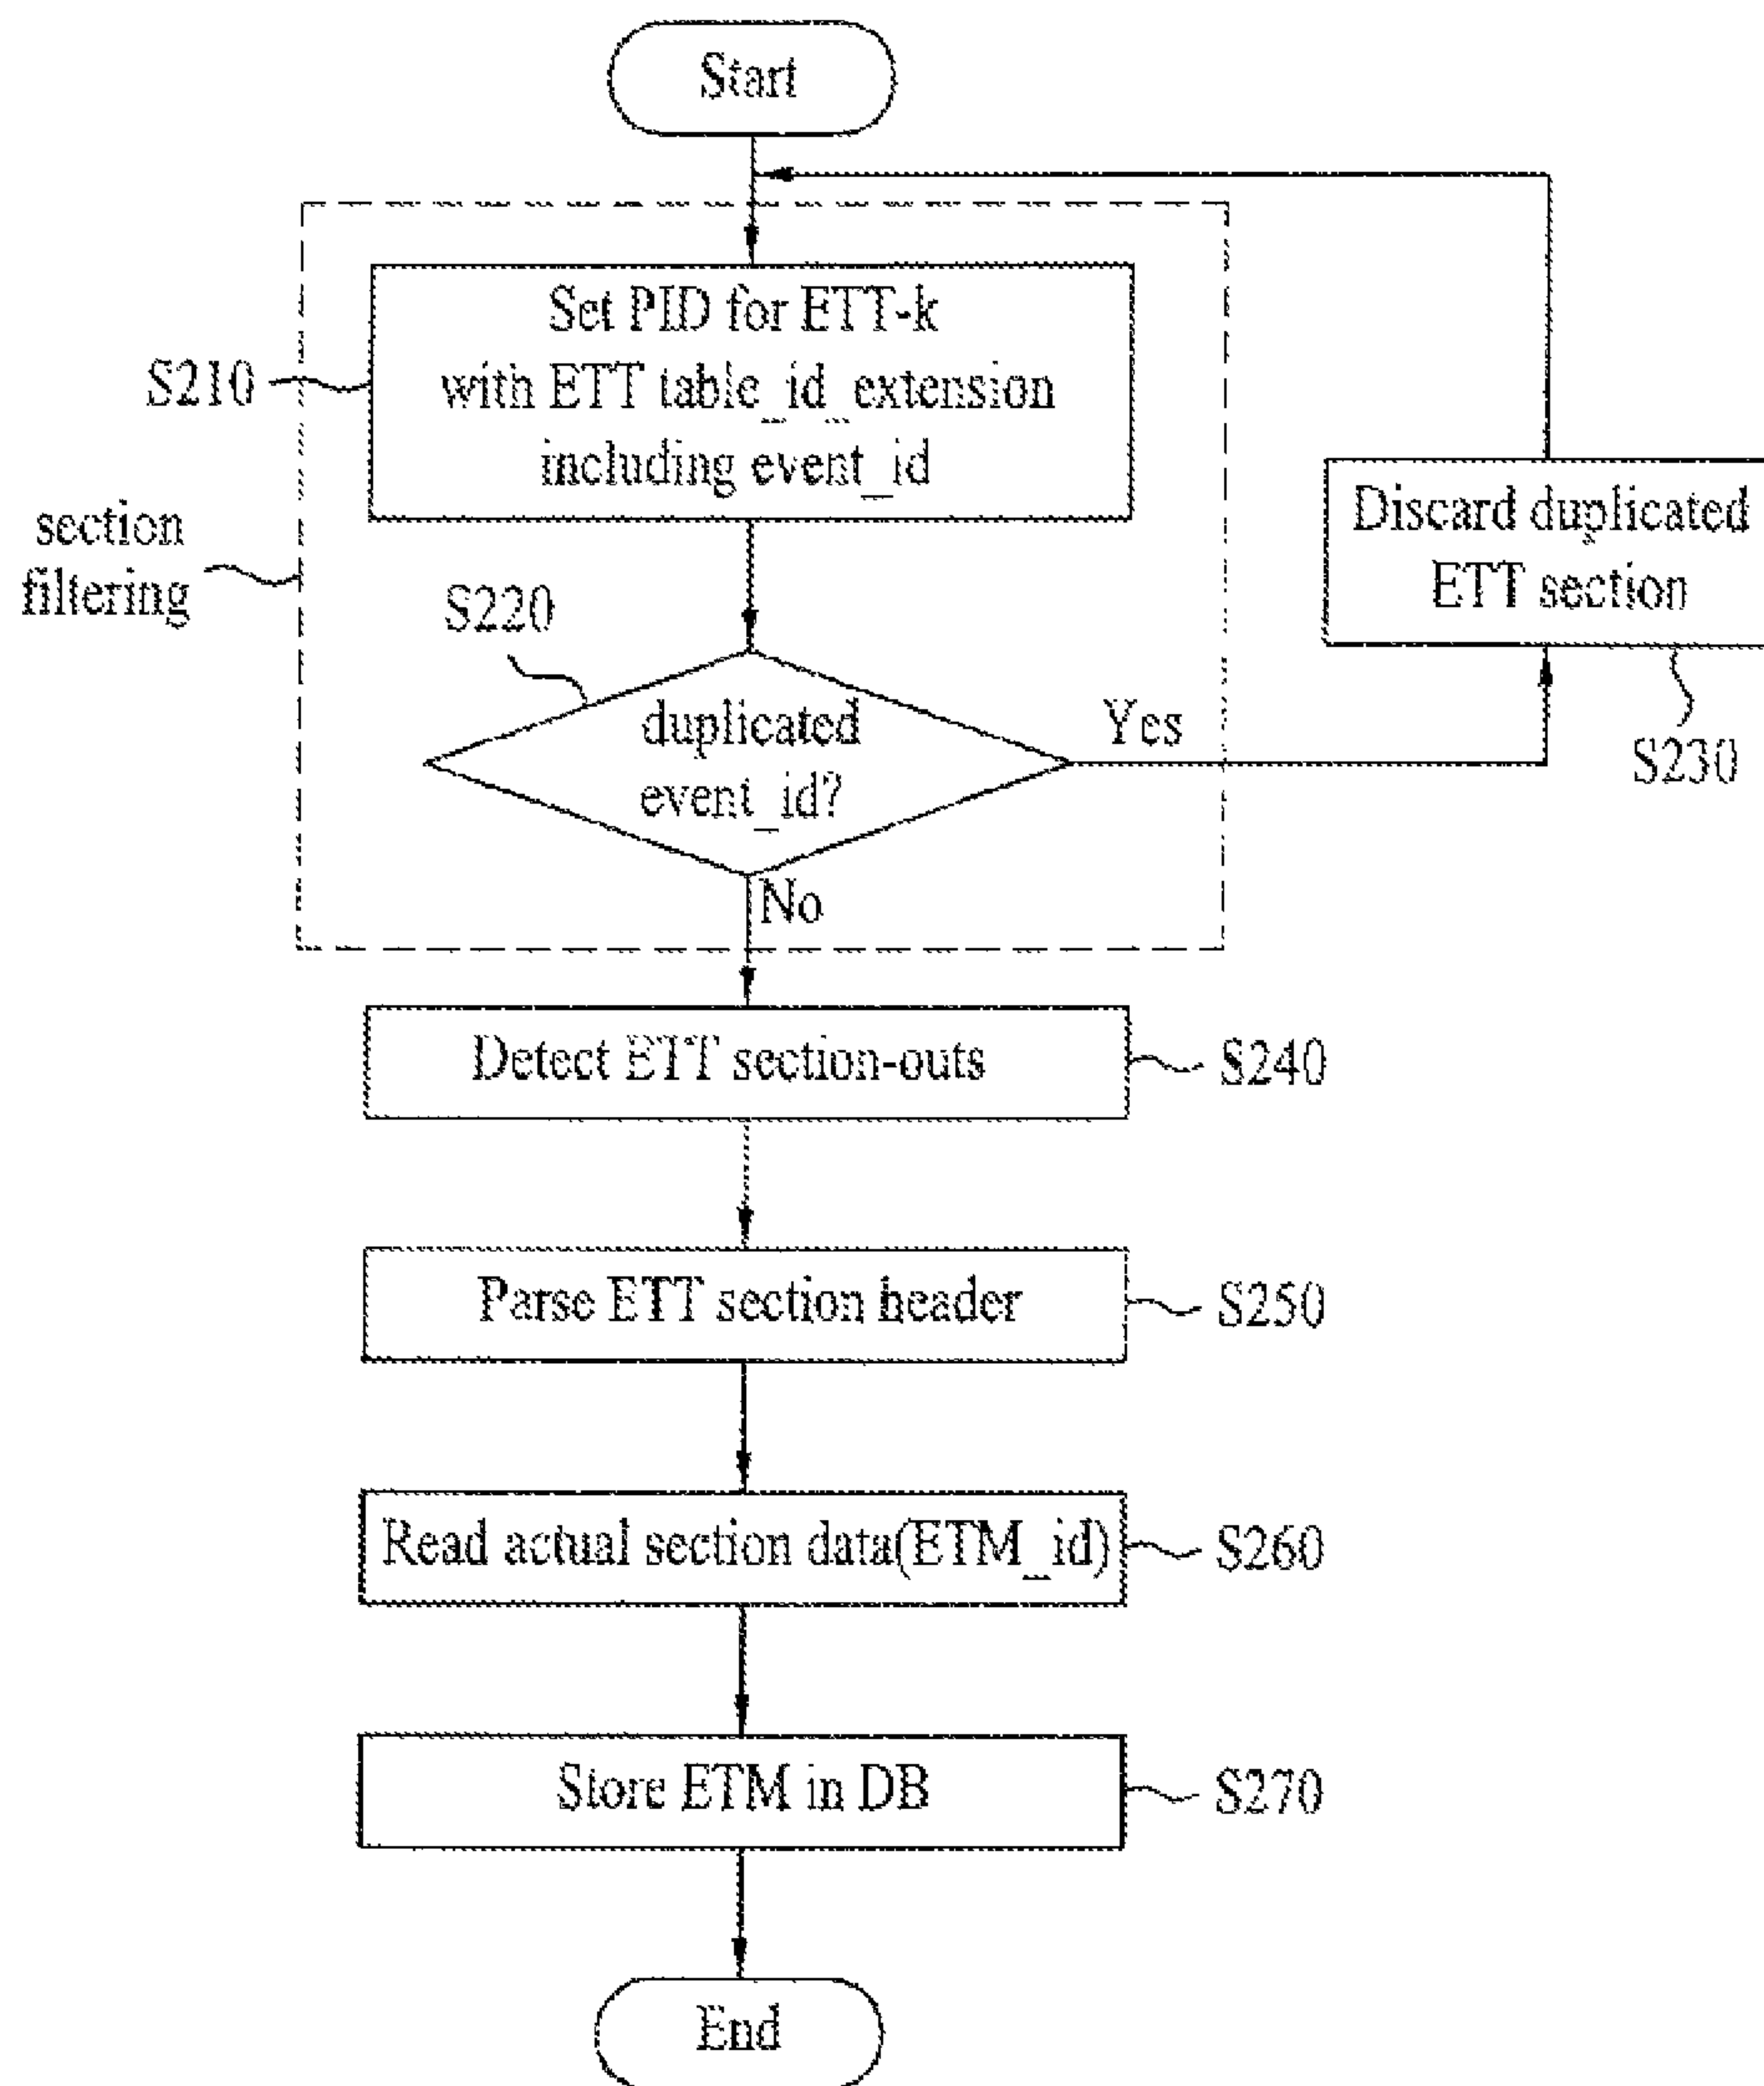 Start
Set PID for ETT-k
with ETT table_id_extension
including event_id
S210
section
filtering
Discard duplicated
ETT section
S230
S220
duplicated
event_id?
Yes
No
Detect ETT section-outs
S240
Parse ETT section header
S250
Read actual section data(ETM_id)
S260
Store ETM in DB
S270
End